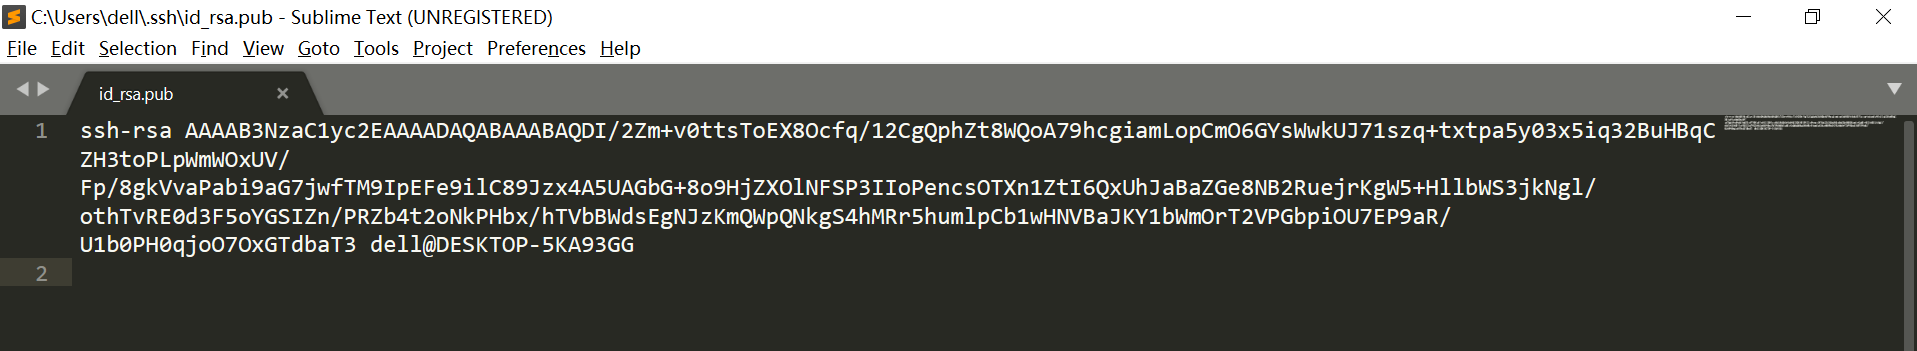 C:\Users\dell\.ssh\id_rsa.pub - Sublime Text (UNREGISTERED)
File Edit Selection Find View Goto Tools Project Preferences Help
id_rsa.pub
1 ssh-rsa AAAAB3NzaC1yc2EAAAADAQABAAABAQDI/2Zm+v0ttsToEX8Ocfq/12CgQphZt8WQoA79hcgiamLopCmO6GYsWwkUJ71szq+txtpa5y03x5iq32BuHBqC
ZH3toPLpWmWOxUV/
Fp/8gkVvaPabi9aG7jwfTM9IpEFe9ilC89Jzx4A5UAGbG+8o9HjZXOlNFSP3IIoPencsOTXn1ZtI6QxUhJaBaZGe8NB2RuejrKgW5+HllbWS3jkNgl/
othTvRE0d3F5oYGSIZn/PRZb4t2oNkPHbx/hTVbBWdsEgNJzKmQWpQNkgS4hMRr5humlpCb1wHNVBaJKY1bWmOrT2VPGbpiOU7EP9aR/
U1b0PH0qjoO7OxGTdbaT3 dell@DESKTOP-5KA93GG
2